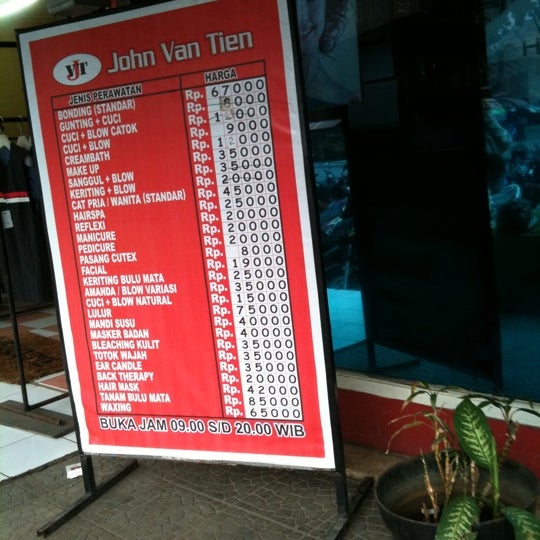 VJT John Van Tien
JENIS PERAWATAN HARGA
BONDING (STANDAR) Rp. 67000
GUNTING + CUCI Rp. 8000
CUCI + BLOW CATOK Rp.
CUCI + BLOW Rp. 9000
CREAMBATH Rp. 12000
MAKE UP Rp. 35000
SANGGUL + BLOW Rp. 35000
KERITING + BLOW Rp. 20000
CAT PRIA / WANITA (STANDAR) Rp. 45000
HAIRSPA Rp. 25000
REFLEXI Rp. 20000
MANICURE Rp. 20000
PEDICURE Rp. 20000
PASANG CUTEX Rp. 8000
FACIAL Rp. 19000
KERITING BULU MATA Rp. 25000
AMANDA / BLOW VARIASI Rp. 35000
CUCI + BLOW NATURAL Rp. 15000
LULUR Rp. 75000
MANDI SUSU Rp. 40000
MASKER BADAN Rp. 40000
BLEACHING KULIT Rp. 35000
TOTOK WAJAH Rp. 35000
EAR CANDLE Rp. 35000
BACK THERAPY Rp. 20000
HAIR MASK Rp. 42000
TANAM BULU MATA Rp. 85000
WAXING Rp. 65000
BUKA JAM 09.00 S/D 20.00 WIB